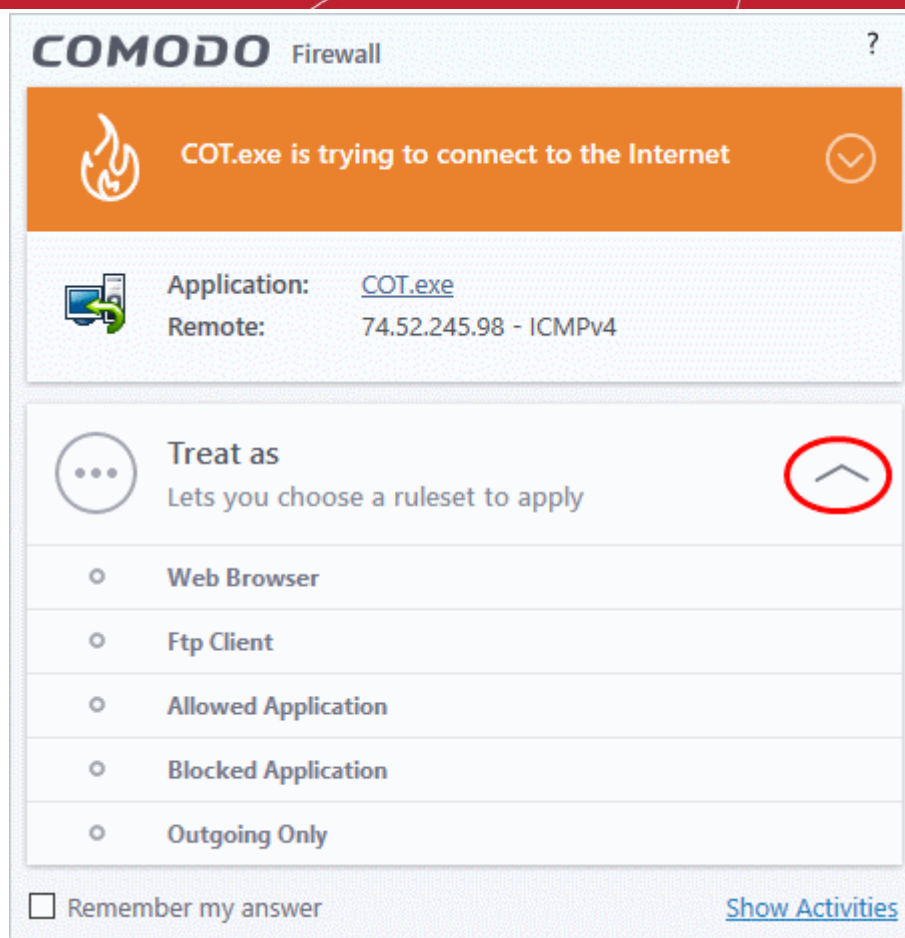 COMODO Firewall ?
COT.exe is trying to connect to the Internet
Application: COT.exe
Remote: 74.52.245.98 - ICMPv4
Treat as
Lets you choose a ruleset to apply
Web Browser
Ftp Client
Allowed Application
Blocked Application
Outgoing Only
Remember my answer Show Activities